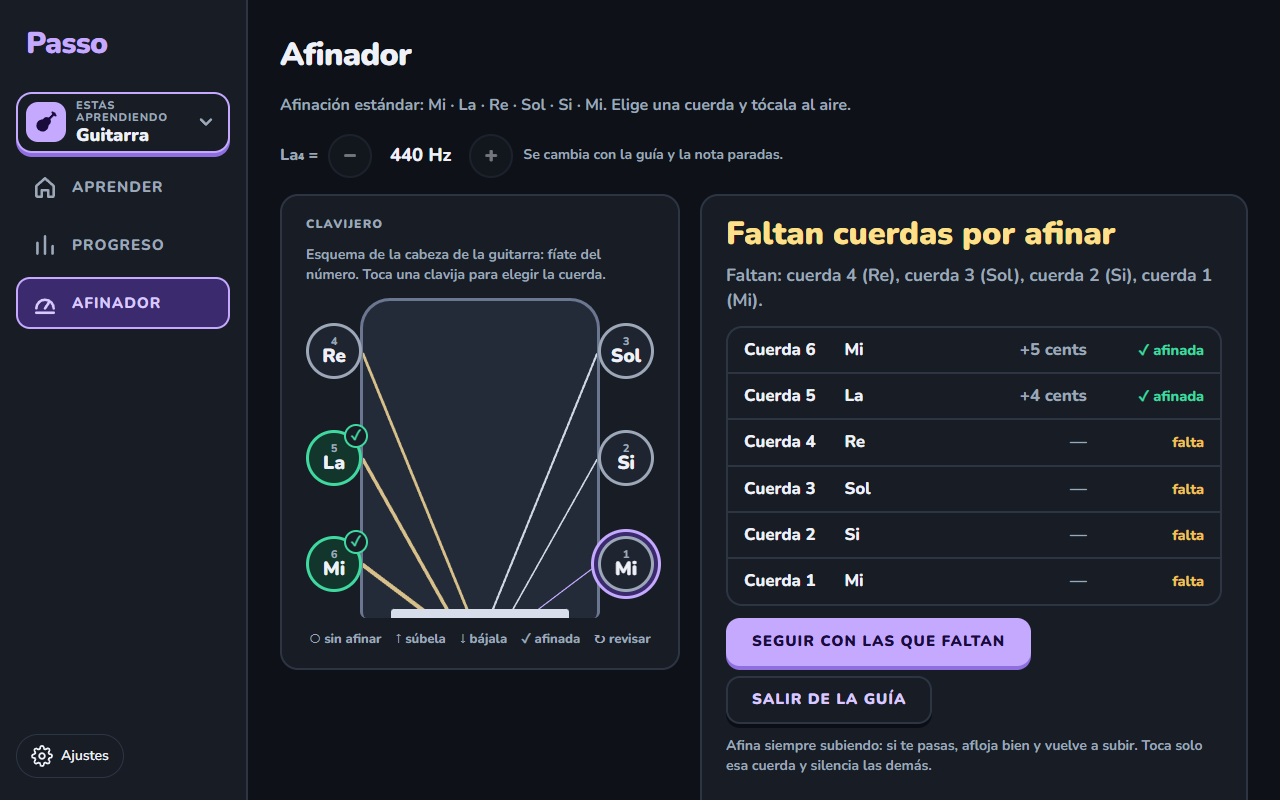 Passo
ESTÁS
APRENDIENDO
Guitarra
APRENDER
PROGRESO
AFINADOR
Ajustes
Afinador
Afinación estándar: Mi · La · Re · Sol · Si · Mi. Elige una cuerda y tócala al aire.
La₄ = − 440 Hz + Se cambia con la guía y la nota paradas.
CLAVIJERO
Esquema de la cabeza de la guitarra: fíate del
número. Toca una clavija para elegir la cuerda.
4
Re
3
Sol
5
La
✓
2
Si
6
Mi
✓
1
Mi
○ sin afinar ↑ súbela ↓ bájala ✓ afinada ↻ revisar
Faltan cuerdas por afinar
Faltan: cuerda 4 (Re), cuerda 3 (Sol), cuerda 2 (Si), cuerda 1
(Mi).
Cuerda 6 Mi +5 cents ✓ afinada
Cuerda 5 La +4 cents ✓ afinada
Cuerda 4 Re — falta
Cuerda 3 Sol — falta
Cuerda 2 Si — falta
Cuerda 1 Mi — falta
SEGUIR CON LAS QUE FALTAN
SALIR DE LA GUÍA
Afina siempre subiendo: si te pasas, afloja bien y vuelve a subir. Toca solo
esa cuerda y silencia las demás.